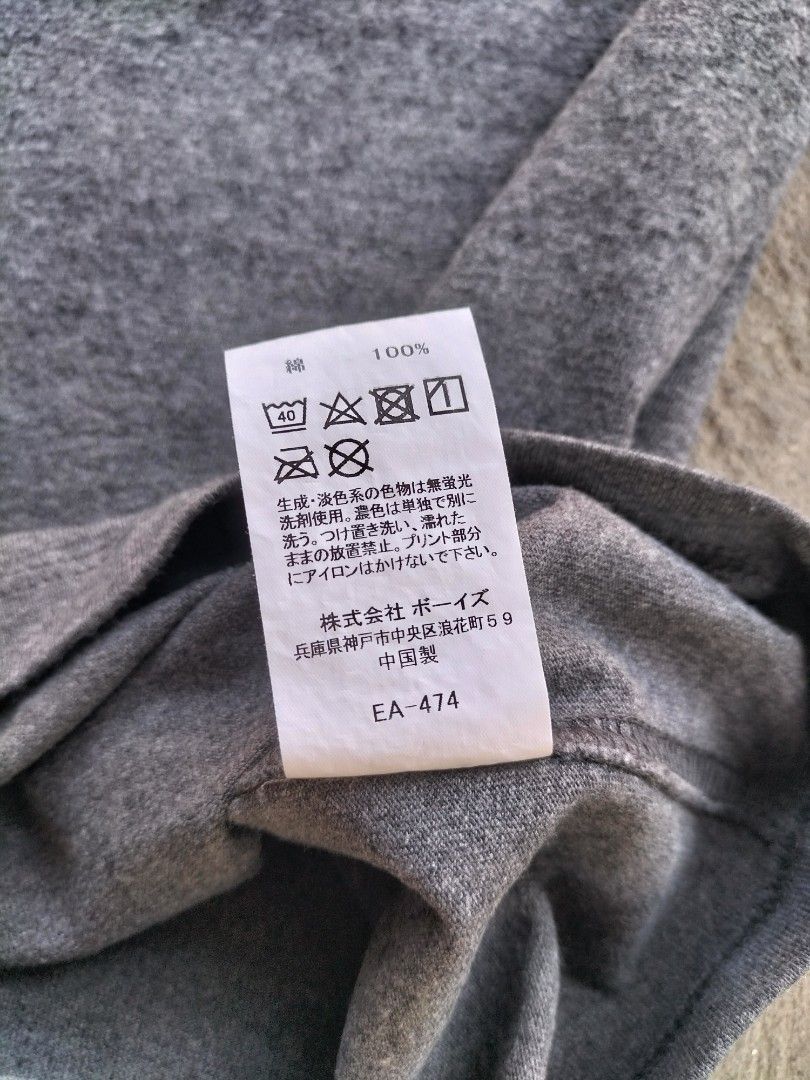 綿 100%
40
生成・淡色系の色物は無蛍光
洗剤使用。濃色は単独で別に
洗う。つけ置き洗い、濡れた
ままの放置禁止。プリント部分
にアイロンはかけないで下さい。
株式会社 ボーイズ
兵庫県神戸市中央区浪花町59
中国製
EA-474